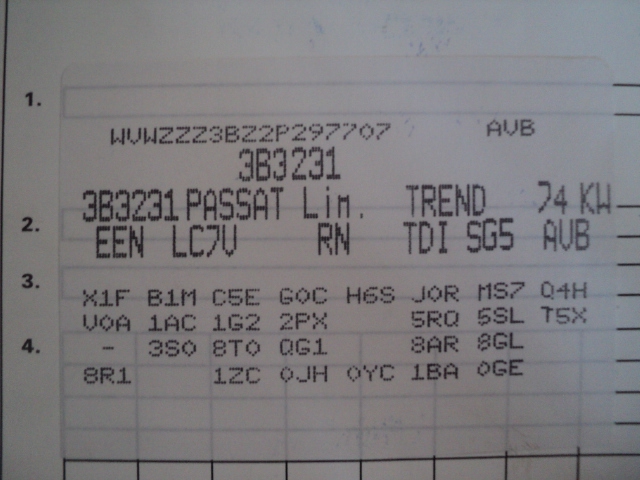 1.
WVWZZZ3BZ2P297707 AVB
3B3231
3B3231 PASSAT Lim. TREND 74 KW
2.
EEN LC7V RN TDI SG5 AVB
3.
X1F B1M C5E G0C H6S J0R MS7 Q4H
V0A 1AC 1G2 2PX 5RQ 5SL T5X
4.
- 3S0 8T0 QG1 8AR 8GL
8R1 1ZC 0JH 0YC 1BA 0GE